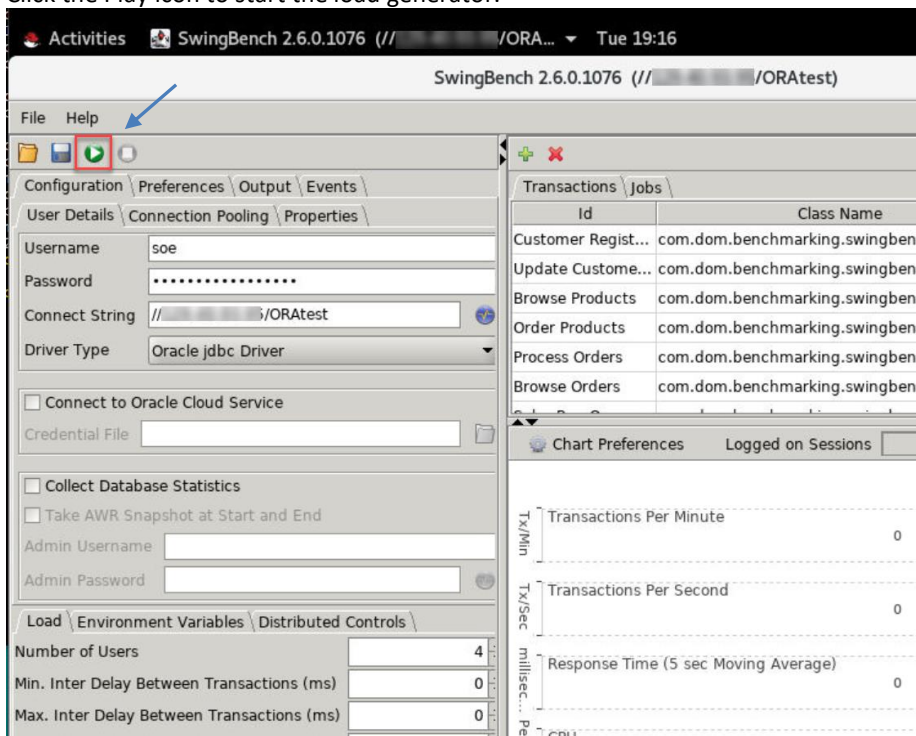 Click the Play icon to start the load generator.
Activities SwingBench 2.6.0.1076 (// /ORA... Tue 19:16
SwingBench 2.6.0.1076 (// /ORAtest)
File Help
Configuration Preferences Output Events
User Details Connection Pooling Properties
Username soe
Password •••••••••••••••••
Connect String // /ORAtest
Driver Type Oracle jdbc Driver
Connect to Oracle Cloud Service
Credential File
Collect Database Statistics
Take AWR Snapshot at Start and End
Admin Username
Admin Password
Load Environment Variables Distributed Controls
Number of Users 4
Min. Inter Delay Between Transactions (ms) 0
Max. Inter Delay Between Transactions (ms) 0
Transactions Jobs
Id Class Name
Customer Regist... com.dom.benchmarking.swingben
Update Custome... com.dom.benchmarking.swingben
Browse Products com.dom.benchmarking.swingben
Order Products com.dom.benchmarking.swingben
Process Orders com.dom.benchmarking.swingben
Browse Orders com.dom.benchmarking.swingben
Chart Preferences Logged on Sessions
Tx/Min Transactions Per Minute 0
Tx/Sec Transactions Per Second 0
millisec... Response Time (5 sec Moving Average) 0
Pe CPU